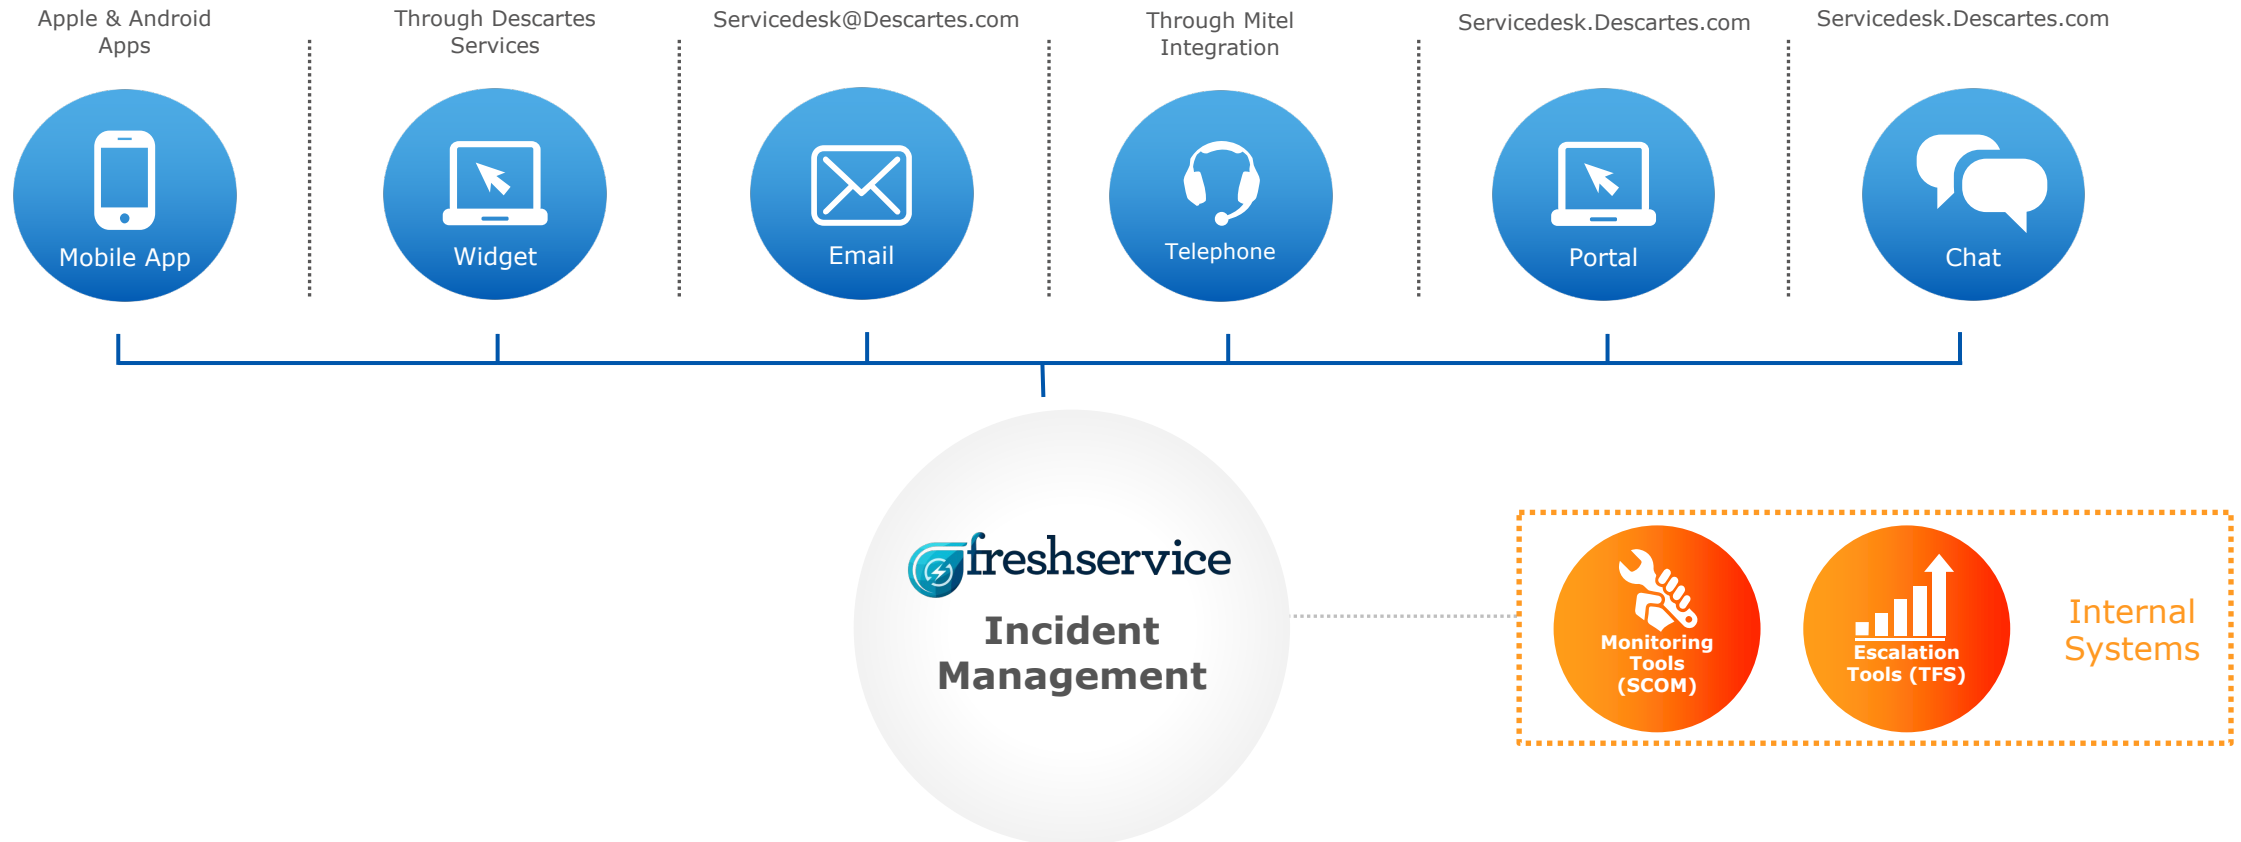 Apple & Android
Apps
Through Descartes
Services
Servicedesk@Descartes.com
Through Mitel
Integration
Servicedesk.Descartes.com
Servicedesk.Descartes.com
Mobile App
Widget
Email
Telephone
Portal
Chat
freshservice
Incident
Management
Monitoring
Tools
(SCOM)
Escalation
Tools (TFS)
Internal
Systems